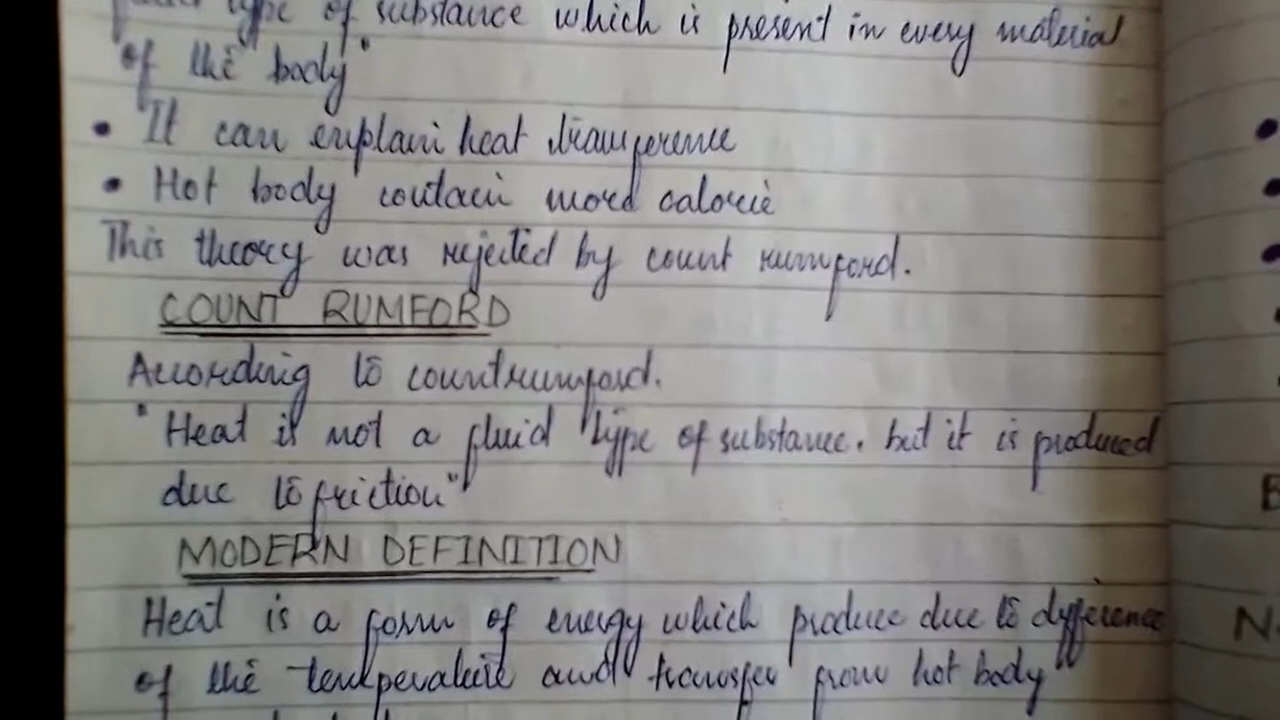 type of substance which is present in every material
of the body"
• It can explain heat transference
• Hot body contain more calorie
This theory was rejected by count rumford.
COUNT RUMFORD
According to countrumford.
"Heat is not a fluid type of substance. but it is produced
due to friction"
MODERN DEFINITION
Heat is a form of energy which produce due to difference
of the temperature and transfer from hot body